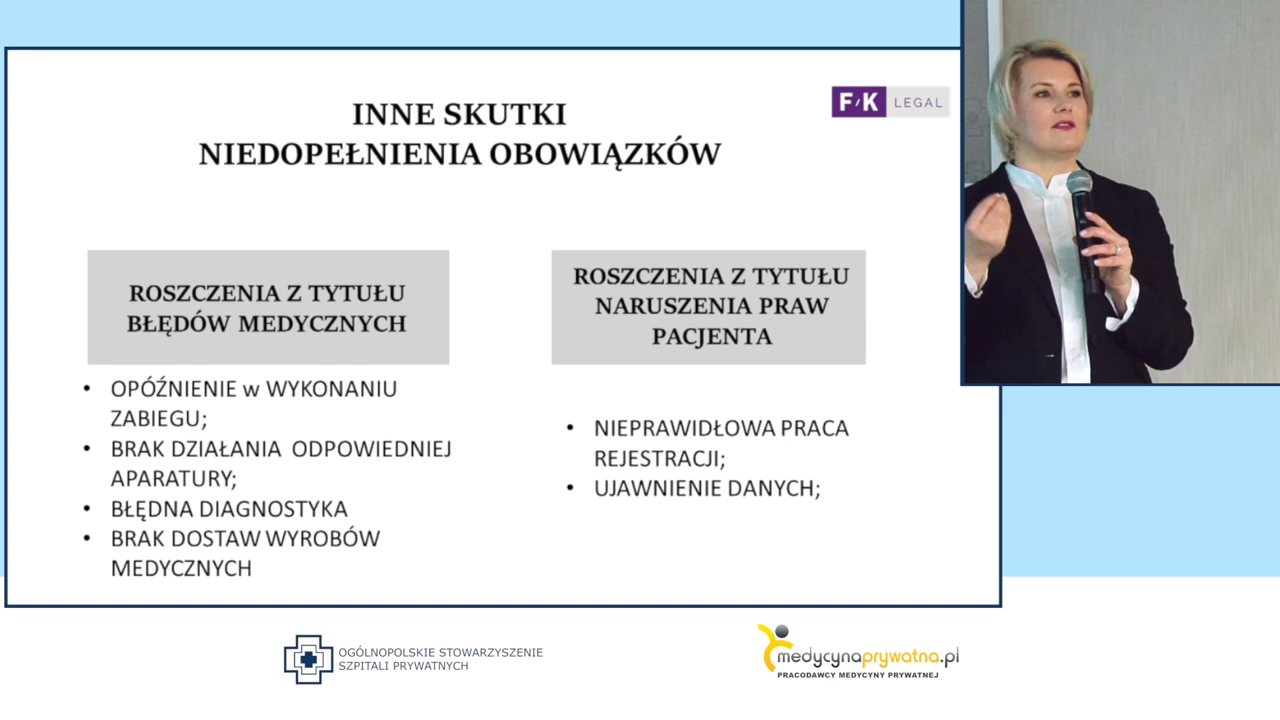 INNE SKUTKI
NIEDOPEŁNIENIA OBOWIĄZKÓW
F/K LEGAL
ROSZCZENIA Z TYTUŁU
BŁĘDÓW MEDYCZNYCH
• OPÓŹNIENIE w WYKONANIU
ZABIEGU;
• BRAK DZIAŁANIA ODPOWIEDNIEJ
APARATURY;
• BŁĘDNA DIAGNOSTYKA
• BRAK DOSTAW WYROBÓW
MEDYCZNYCH
ROSZCZENIA Z TYTUŁU
NARUSZENIA PRAW
PACJENTA
• NIEPRAWIDŁOWA PRACA
REJESTRACJI;
• UJAWNIENIE DANYCH;
OGÓLNOPOLSKIE STOWARZYSZENIE
SZPITALI PRYWATNYCH
medycynaprywatna.pl
PRACODAWCY MEDYCYNY PRYWATNEJ